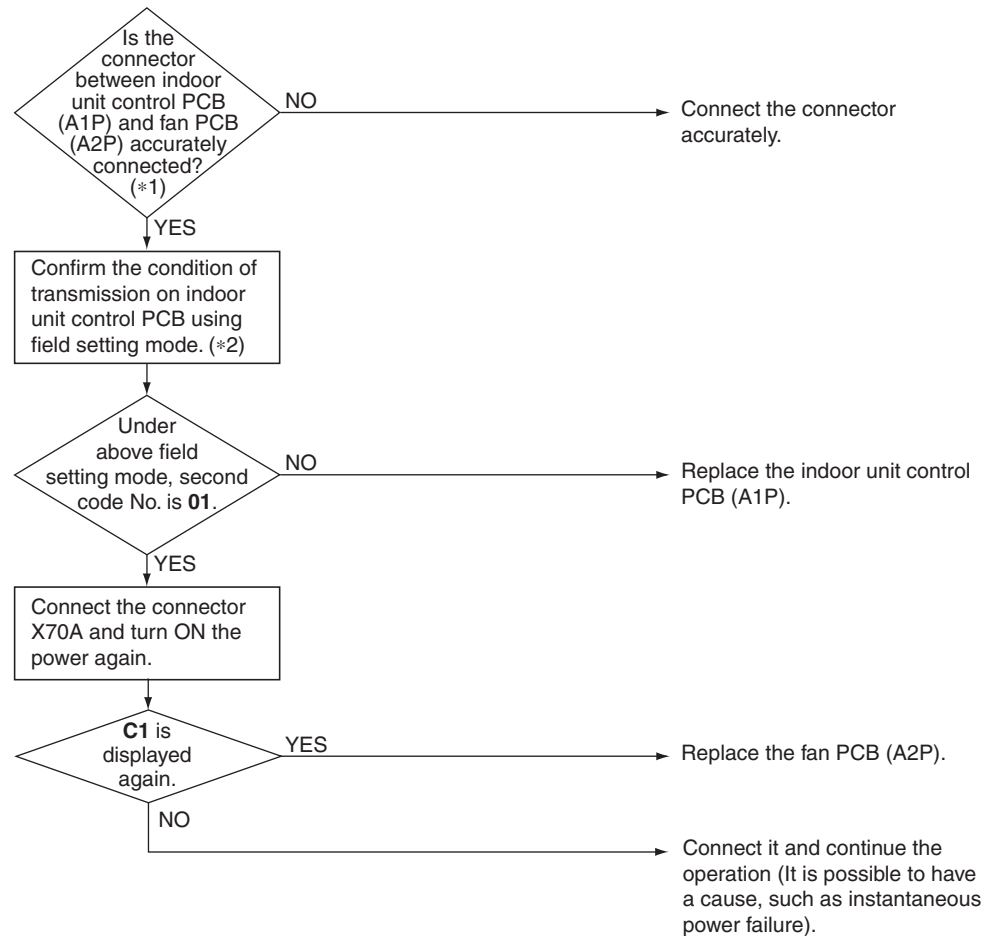 Is the
connector
between indoor
unit control PCB
(A1P) and fan PCB
(A2P) accurately
connected?
(*1)
NO
Connect the connector
accurately.
YES
Confirm the condition of
transmission on indoor
unit control PCB using
field setting mode. (*2)
Under
above field
setting mode, second
code No. is 01.
NO
Replace the indoor unit control
PCB (A1P).
YES
Connect the connector
X70A and turn ON the
power again.
C1 is
displayed
again.
YES
Replace the fan PCB (A2P).
NO
Connect it and continue the
operation (It is possible to have
a cause, such as instantaneous
power failure).